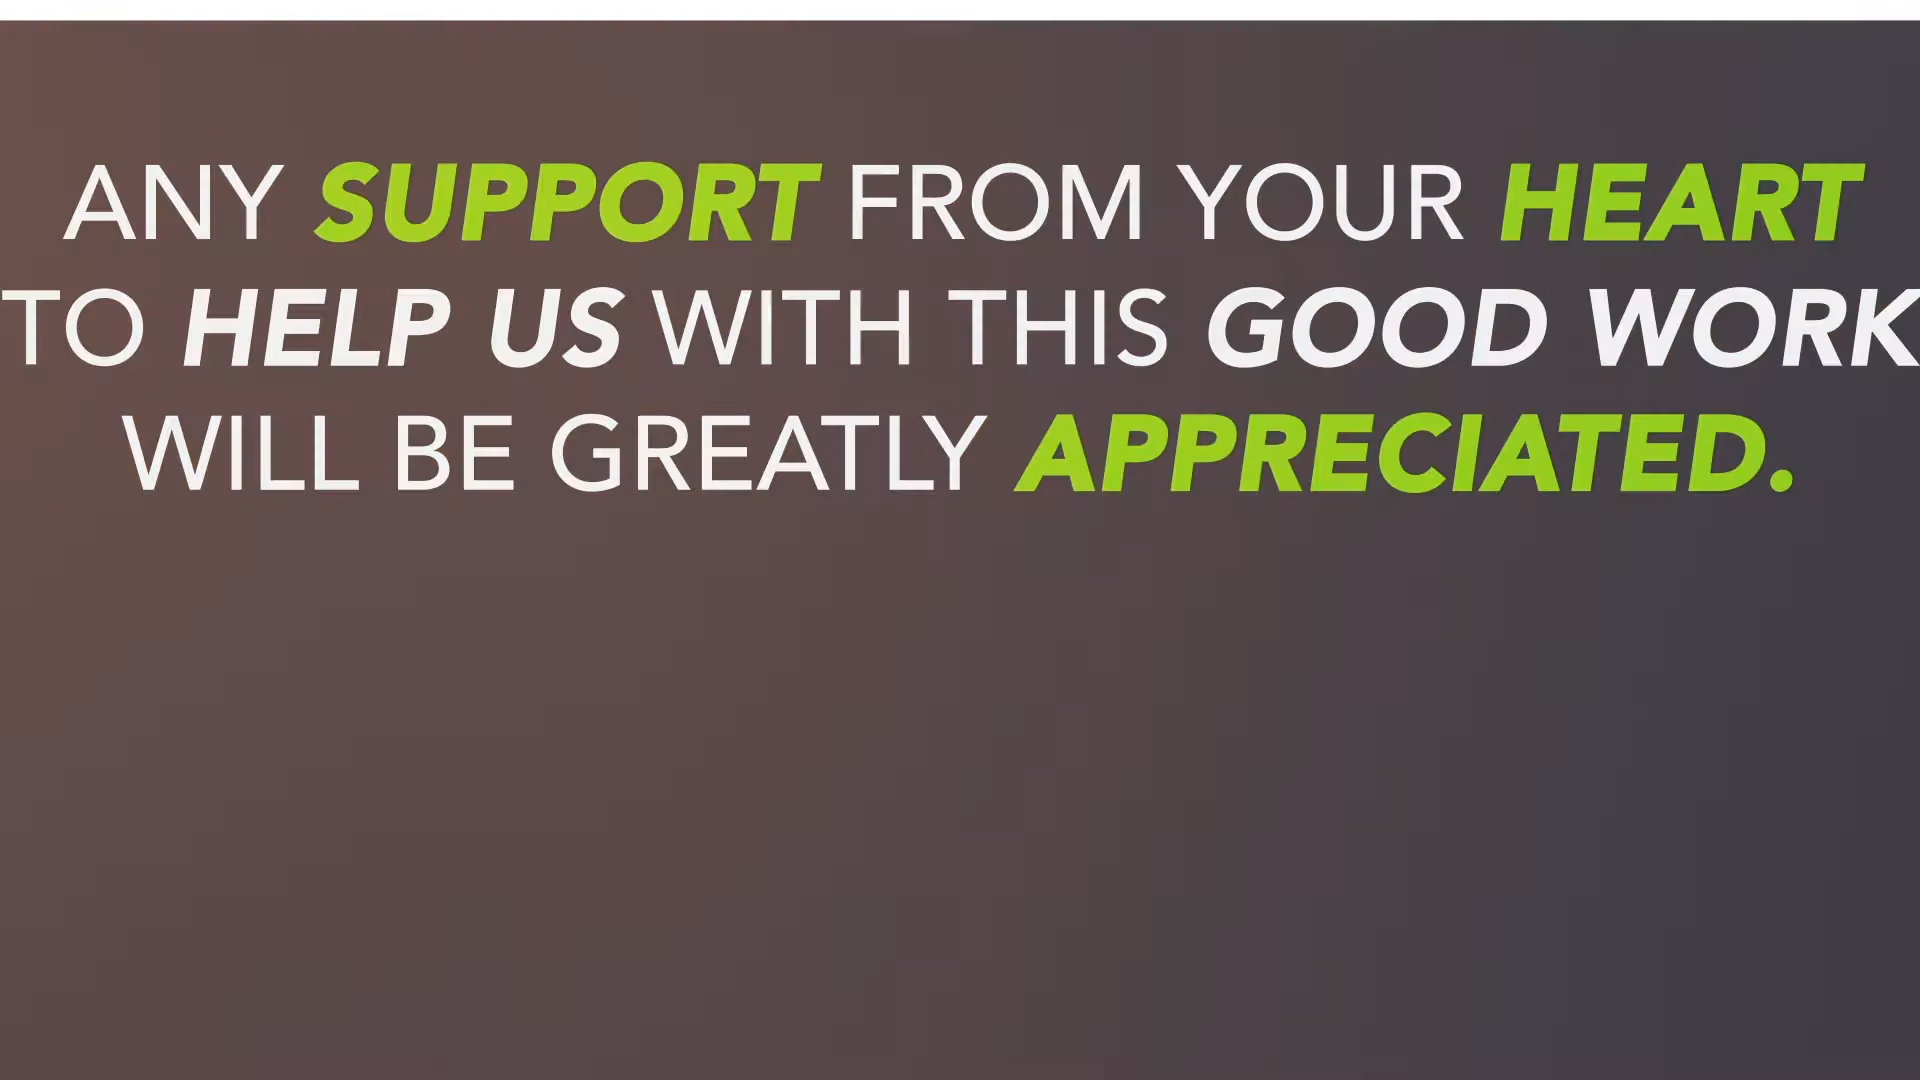 ANY SUPPORT FROM YOUR HEART
TO HELP US WITH THIS GOOD WORK
WILL BE GREATLY APPRECIATED.